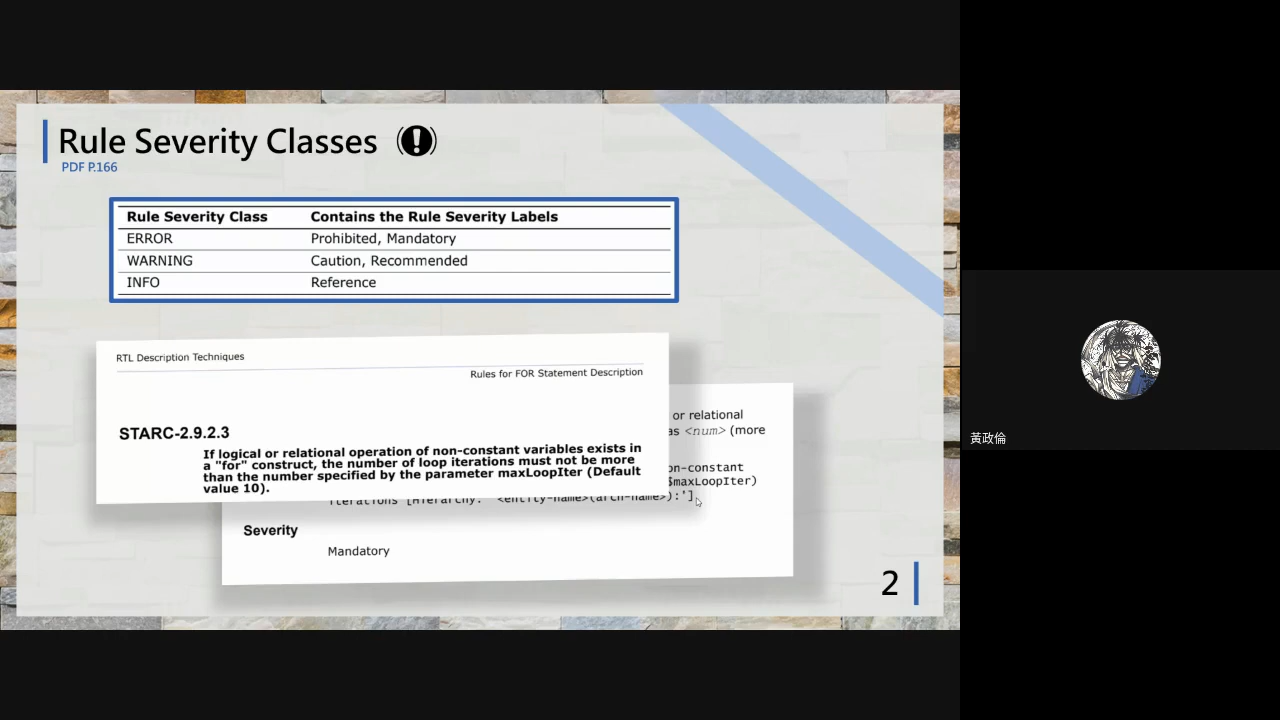 Rule Severity Classes
PDF P.166
Rule Severity Class Contains the Rule Severity Labels
ERROR Prohibited, Mandatory
WARNING Caution, Recommended
INFO Reference
RTL Description Techniques
Rules for FOR Statement Description
STARC-2.9.2.3
If logical or relational operation of non-constant variables exists in
a "for" construct, the number of loop iterations must not be more
than the number specified by the parameter maxLoopIter (Default
value 10).
or relational
as <num> (more
on-constant
$maxLoopIter)
iterations [Hierarchy: '<entity-name>(arch-name>):']
Severity
Mandatory
2
黃政倫